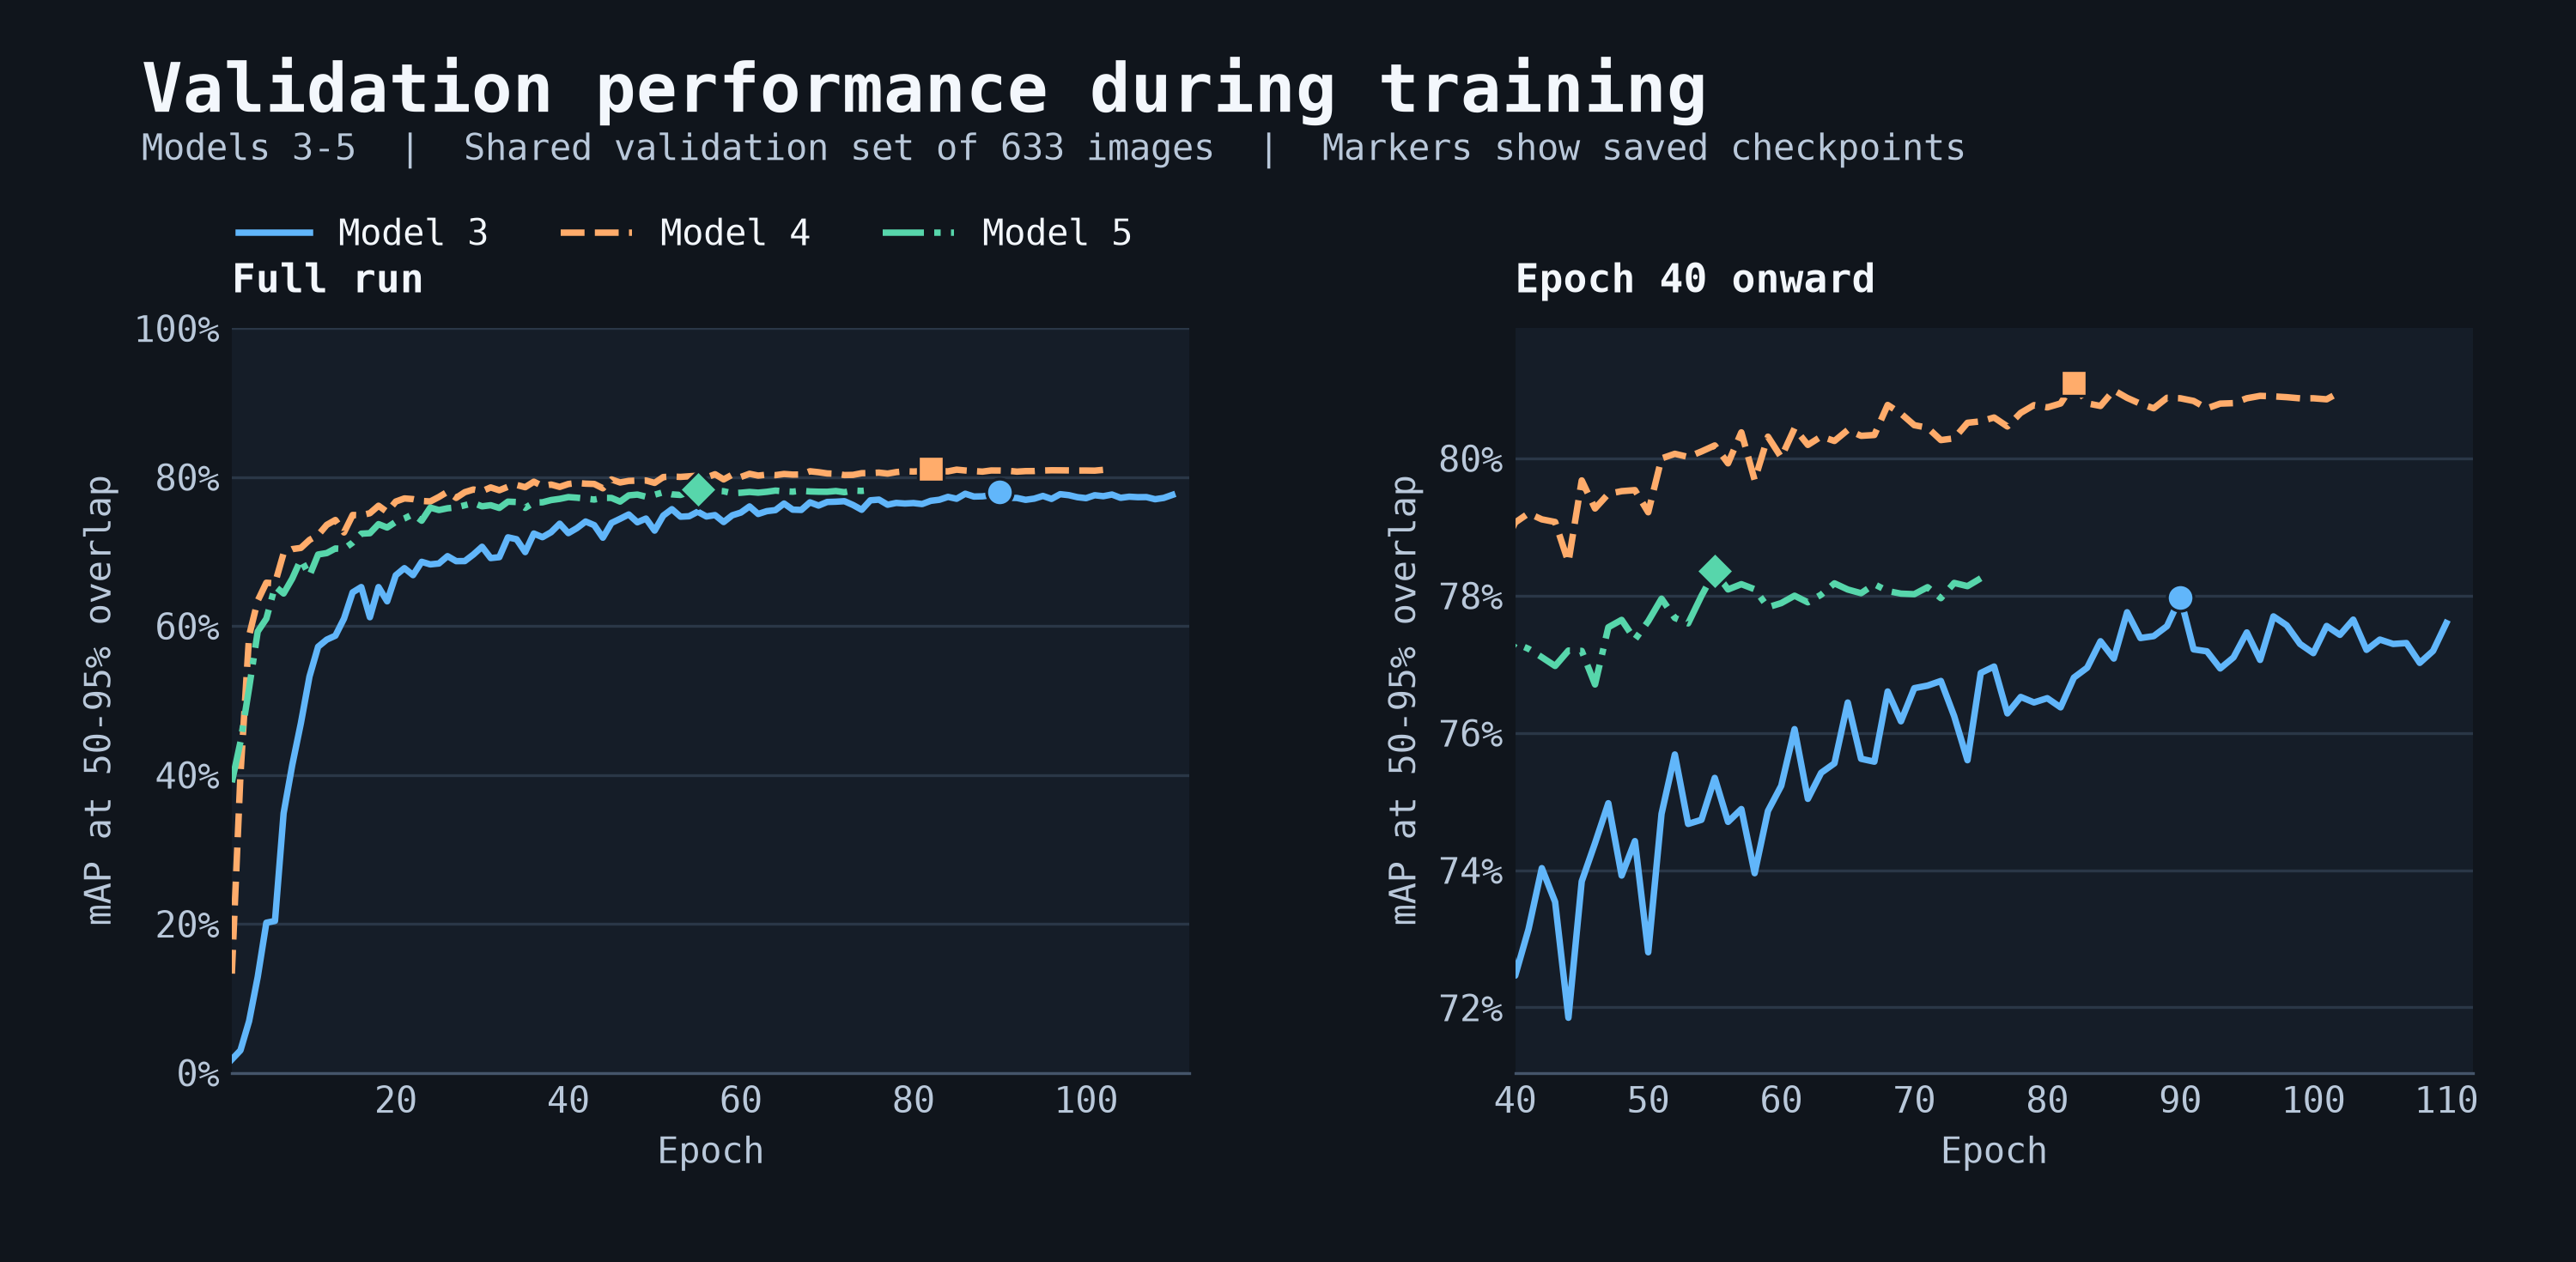 Validation performance during training
Models 3-5 | Shared validation set of 633 images | Markers show saved checkpoints
Model 3 Model 4 Model 5
Full run
100%
80%
60%
40%
20%
0%
mAP at 50-95% overlap
20 40 60 80 100
Epoch
Epoch 40 onward
80%
78%
76%
74%
72%
mAP at 50-95% overlap
40 50 60 70 80 90 100 110
Epoch